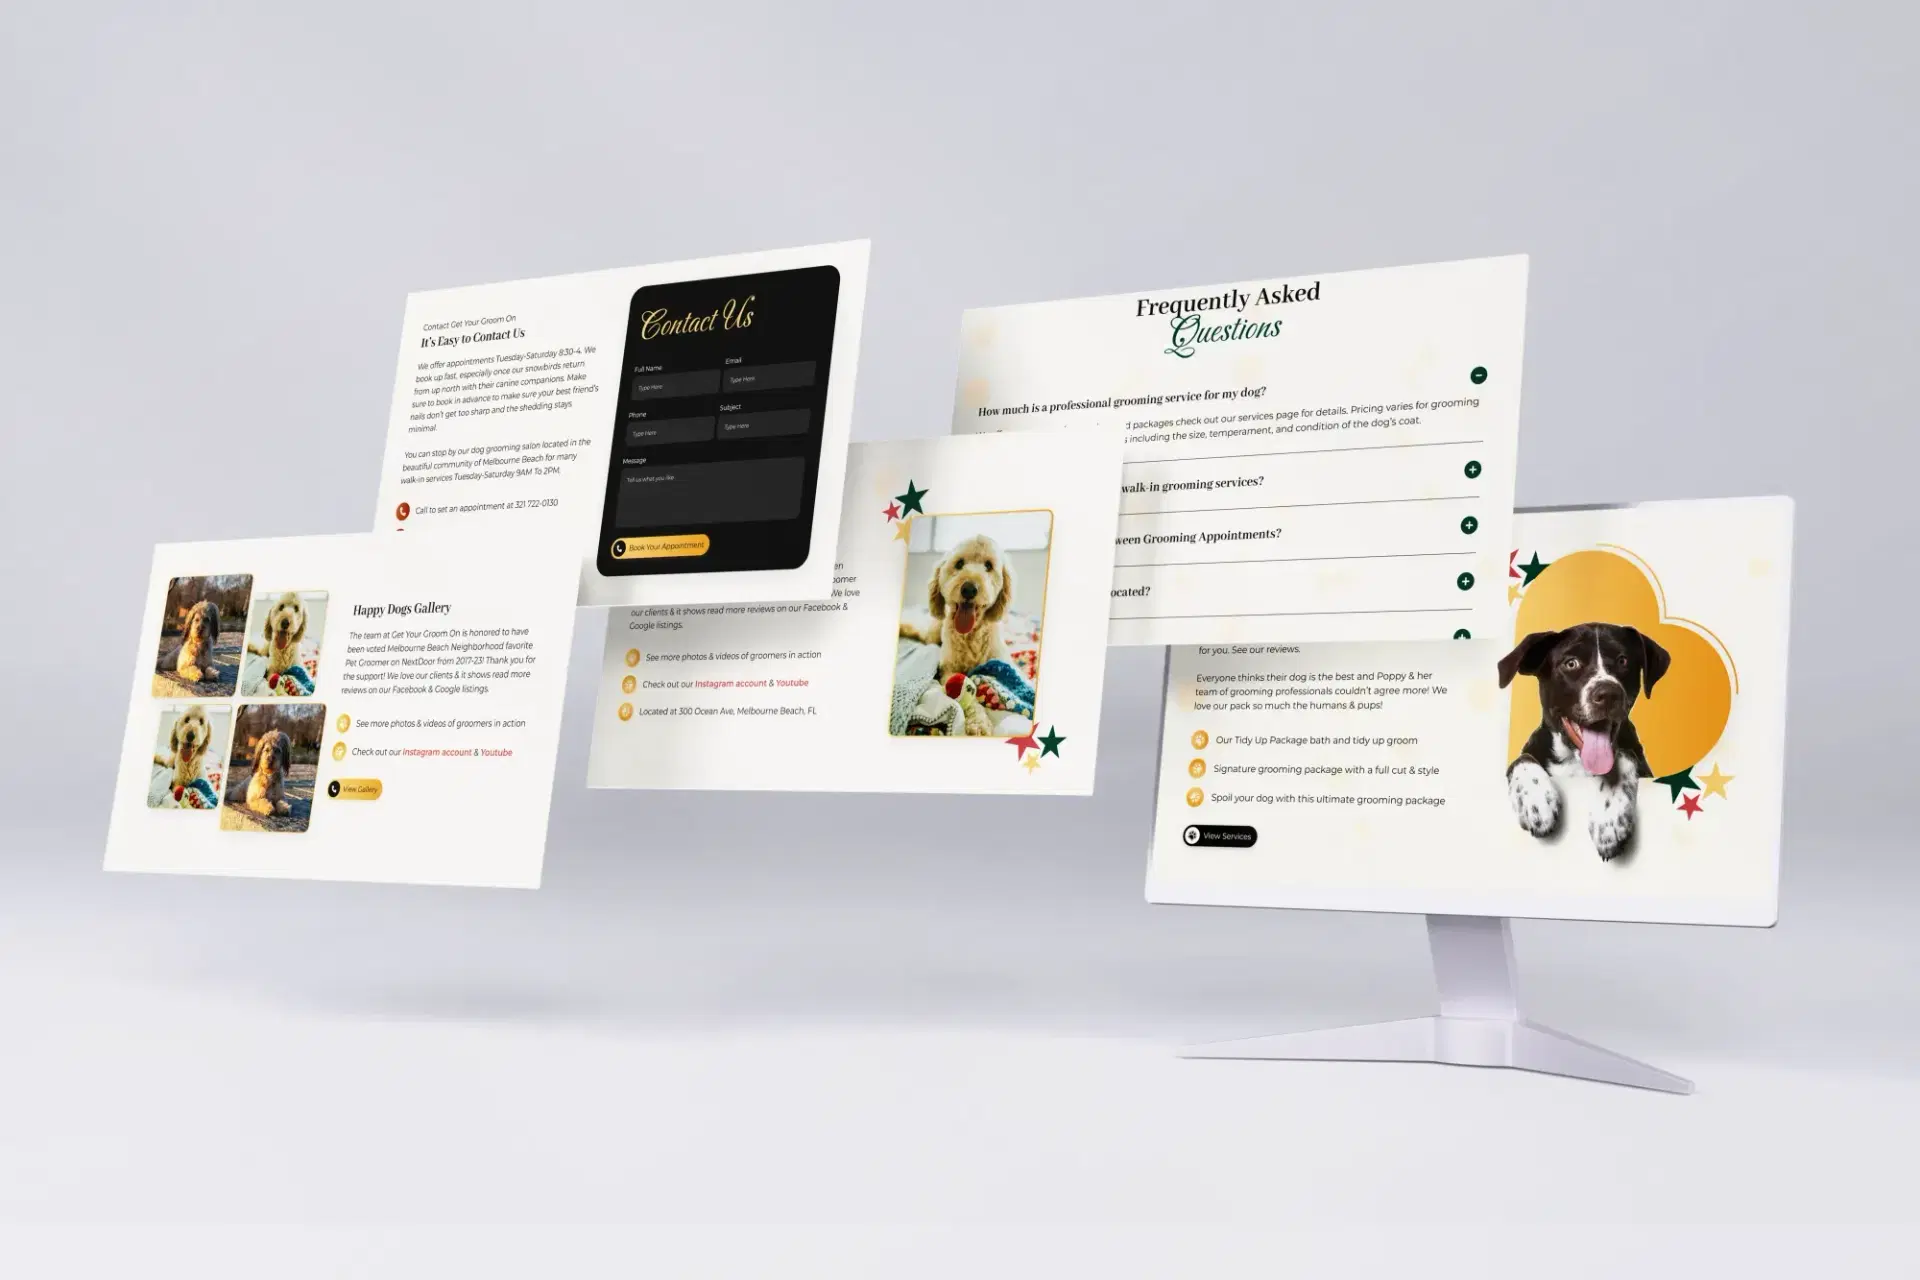 Contact Get Your Groom On
It's Easy to Contact Us
We offer appointments Tuesday-Saturday 8:30-4. We
book up fast, especially once our snowbirds return
from up north with their canine companions. Make
sure to book in advance to make sure your best friend's
nails don't get too sharp and the shedding stays
minimal.
You can stop by our dog grooming salon located in the
beautiful community of Melbourne Beach for many
walk-in services Tuesday-Saturday 9AM To 2PM,
Call to set an appointment at 321 722-0130
Contact Us
Full Name
Email
Type Here
Type Here
Phone
Subject
Type Here
Type Here
Message
Tell us what you like
Book Your Appointment
Frequently Asked
Questions
How much is a professional grooming service for my dog?
packages check out our services page for details. Pricing varies for grooming
including the size, temperament, and condition of the dog's coat.
walk-in grooming services?
Grooming Appointments?
Happy Dogs Gallery
The team at Get Your Groom On is honored to have
been voted Melbourne Beach Neighborhood favorite
Pet Groomer on NextDoor from 2017-23! Thank you for
the support! We love our clients & it shows read more
reviews on our Facebook & Google listings.
See more photos & videos of groomers in action
Check out our Instagram account & Youtube
View Gallery
We love
our clients & it shows read more reviews on our Facebook &
Google listings.
See more photos & videos of groomers in action
Check out our Instagram account & Youtube
Located at 300 Ocean Ave, Melbourne Beach, FL
for you. See our reviews.
Everyone thinks their dog is the best and Poppy & her
team of grooming professionals couldn't agree more! We
love our pack so much the humans & pups!
Our Tidy Up Package bath and tidy up groom
Signature grooming package with a full cut & style
Spoil your dog with this ultimate grooming package
View Services